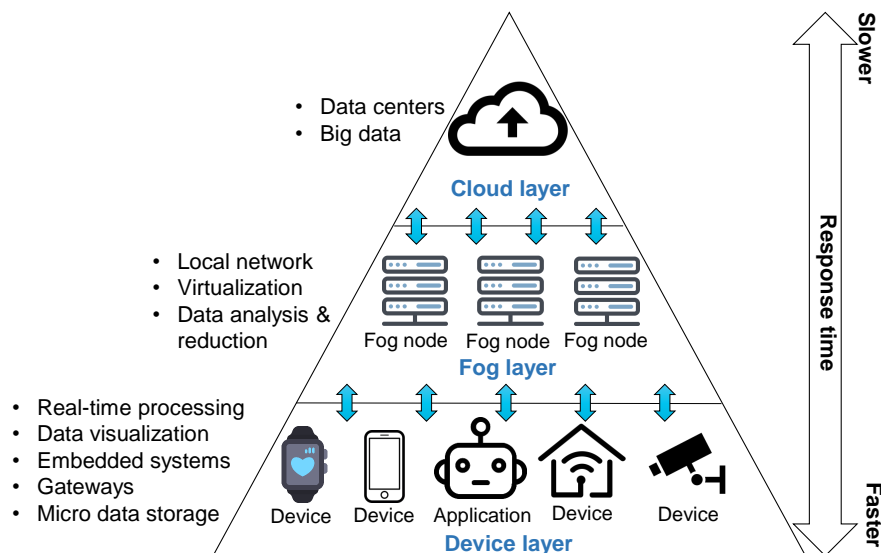 Slower
• Data centers
• Big data
Cloud layer
Response time
• Local network
• Virtualization
• Data analysis &
reduction
Fog node
Fog node
Fog node
Fog layer
• Real-time processing
• Data visualization
• Embedded systems
• Gateways
• Micro data storage
Device
Device
Application
Device
Device
Device layer
Faster